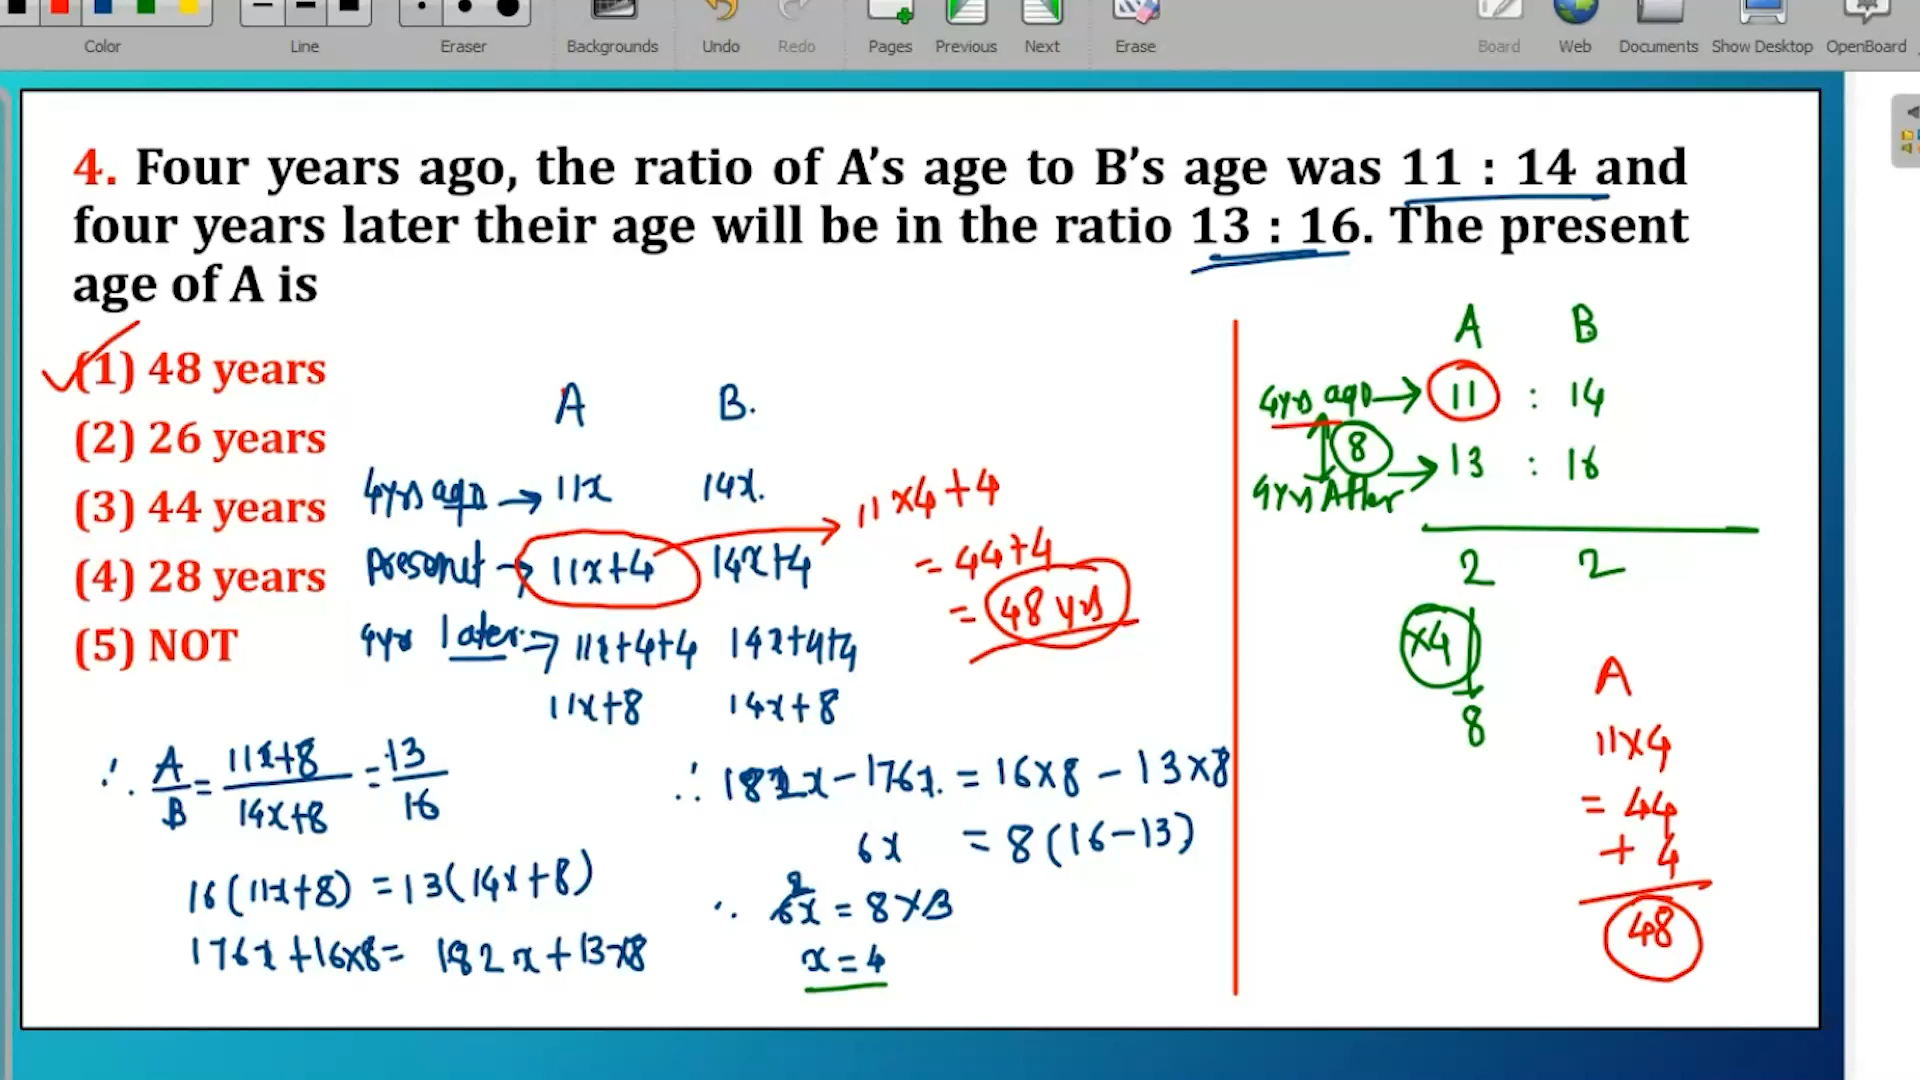 Color
Line
Eraser
Backgrounds
Undo
Redo
Pages
Previous
Next
Erase
Board
Web
Documents
Show Desktop
OpenBoard
4. Four years ago, the ratio of A's age to B's age was 11 : 14 and
four years later their age will be in the ratio 13 : 16. The present
age of A is
(1) 48 years
(2) 26 years
(3) 44 years
(4) 28 years
(5) NOT
A B.
4yrs ago → 11x 14x.
Present → 11x+4 14x+4
4yrs later → 11x+4+4 14x+4+4
11x+8 14x+8
11×4+4
= 44+4
= 48 yrs
∴ A/B = 11x+8/14x+8 = 13/16
16(11x+8) = 13(14x+8)
176x+16×8 = 182x+13×8
∴ 182x-176x = 16×8-13×8
6x = 8(16-13)
∴ 6x = 8×3
2
x = 4
A B
4yrs ago → 11 : 14
8
4yrs After → 13 : 16
2 2
×4
8
A
11×4
= 44
+ 4
48